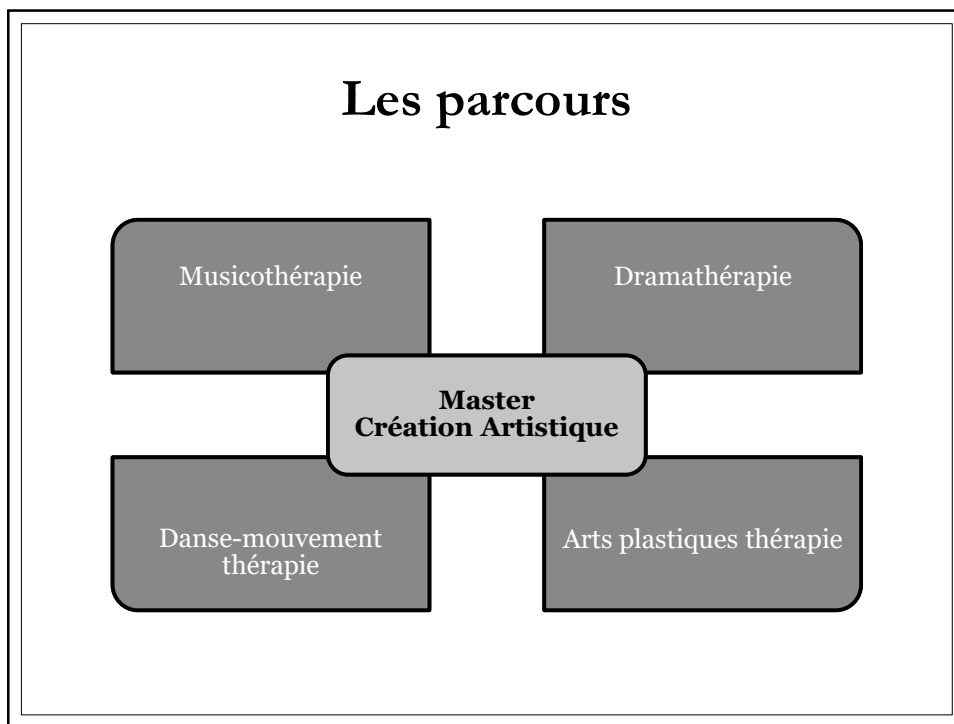 Les parcours
Musicothérapie
Dramathérapie
Master
Création Artistique
Danse-mouvement
thérapie
Arts plastiques thérapie